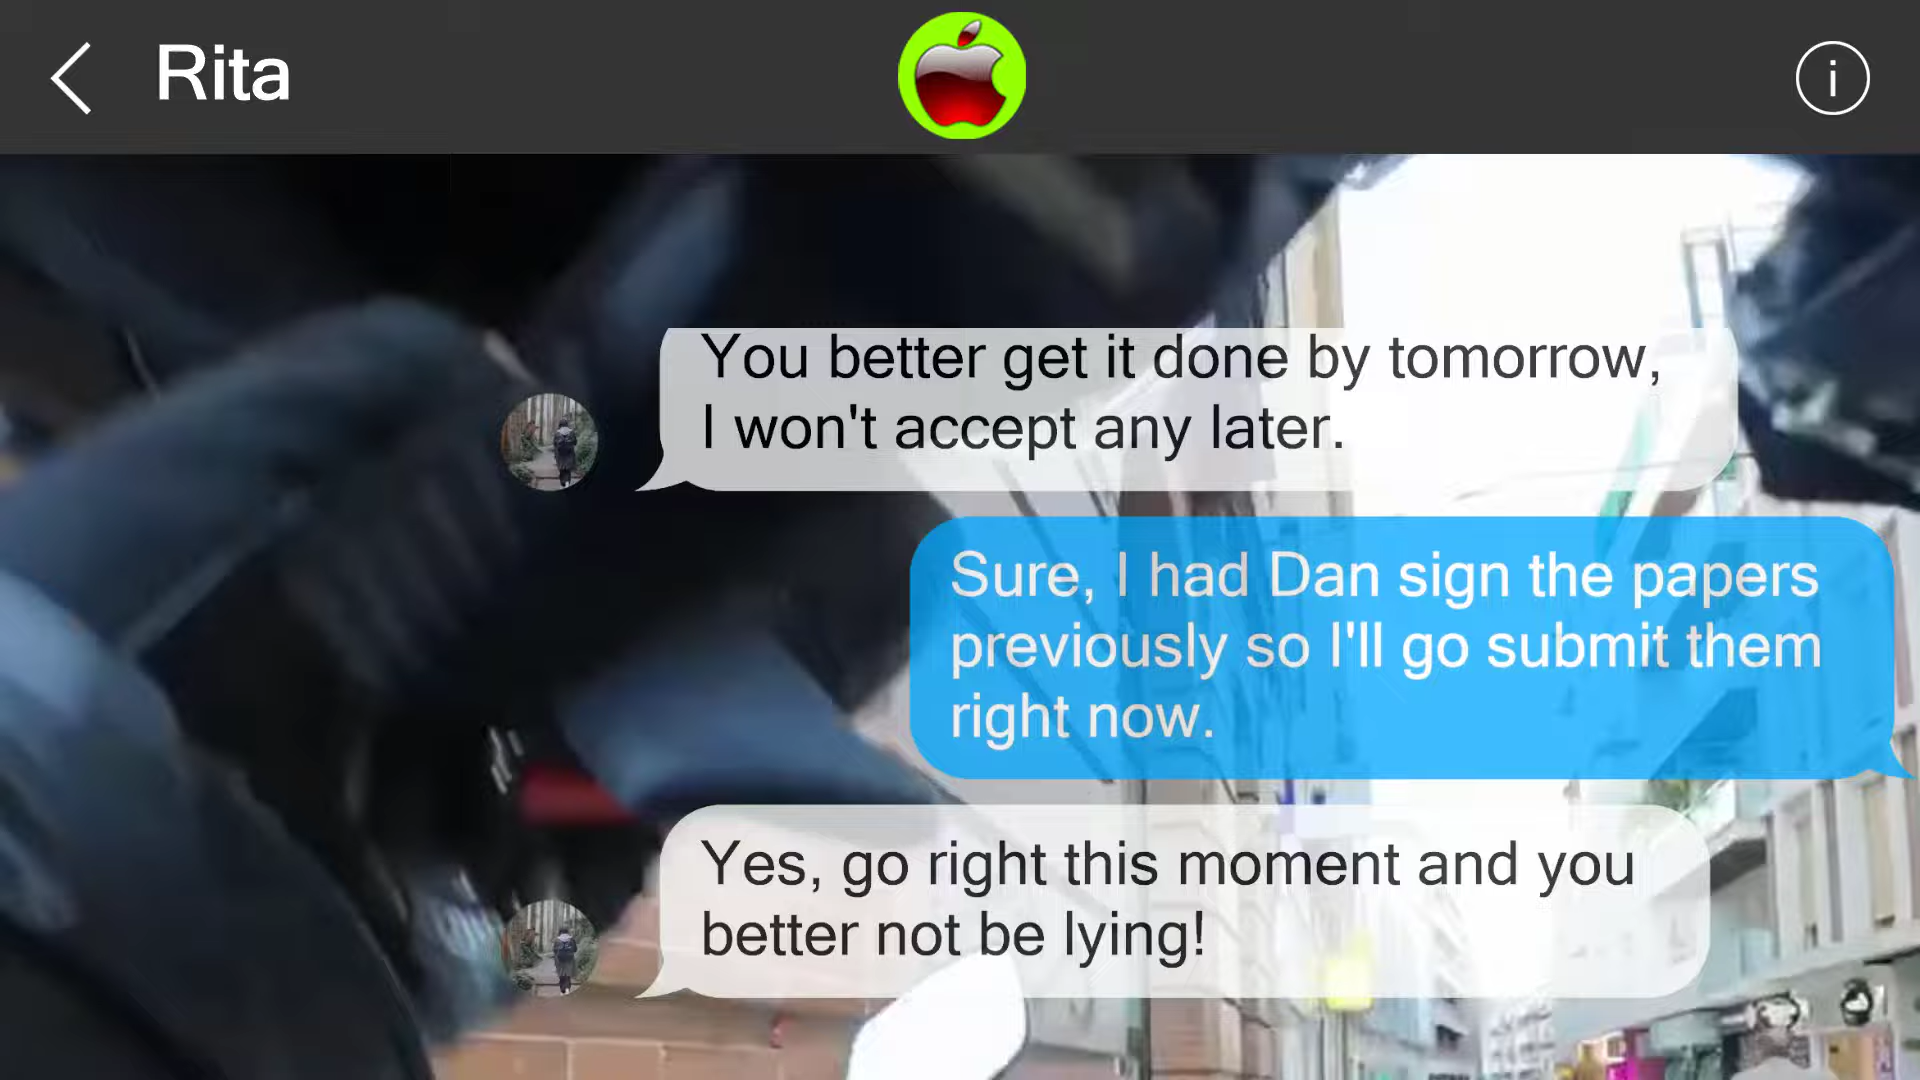 Rita
You better get it done by tomorrow,
I won't accept any later.
Sure, I had Dan sign the papers
previously so I'll go submit them
right now.
Yes, go right this moment and you
better not be lying!